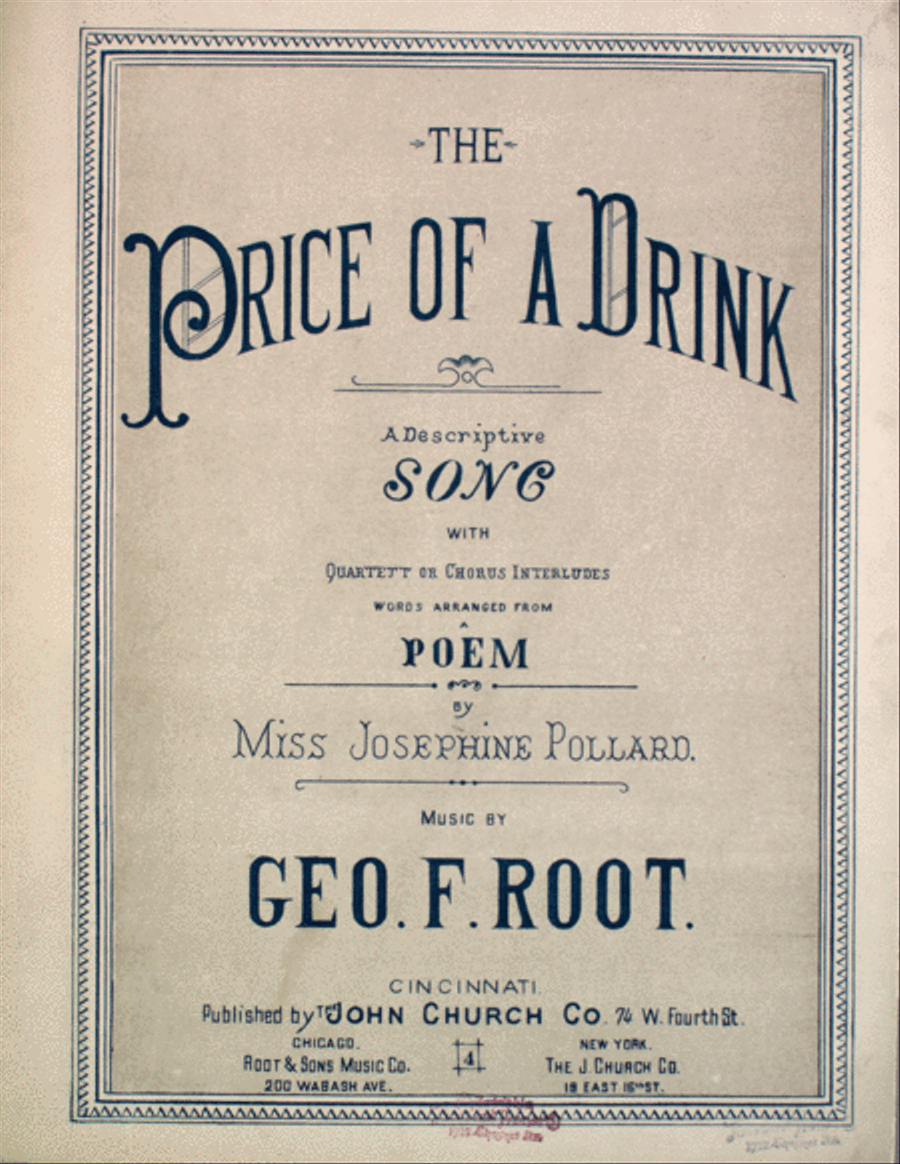 THE
PRICE OF A DRINK
A Descriptive
SONG
WITH
QUARTETT OR CHORUS INTERLUDES
WORDS ARRANGED FROM
A
POEM
by
MISS JOSEPHINE POLLARD.
MUSIC BY
GEO. F. ROOT.
CINCINNATI.
Published by THE JOHN CHURCH CO. 74 W. Fourth St.
CHICAGO.
ROOT & SONS MUSIC CO.
200 WABASH AVE.
4
NEW YORK.
THE J. CHURCH CO.
19 EAST 16TH ST.